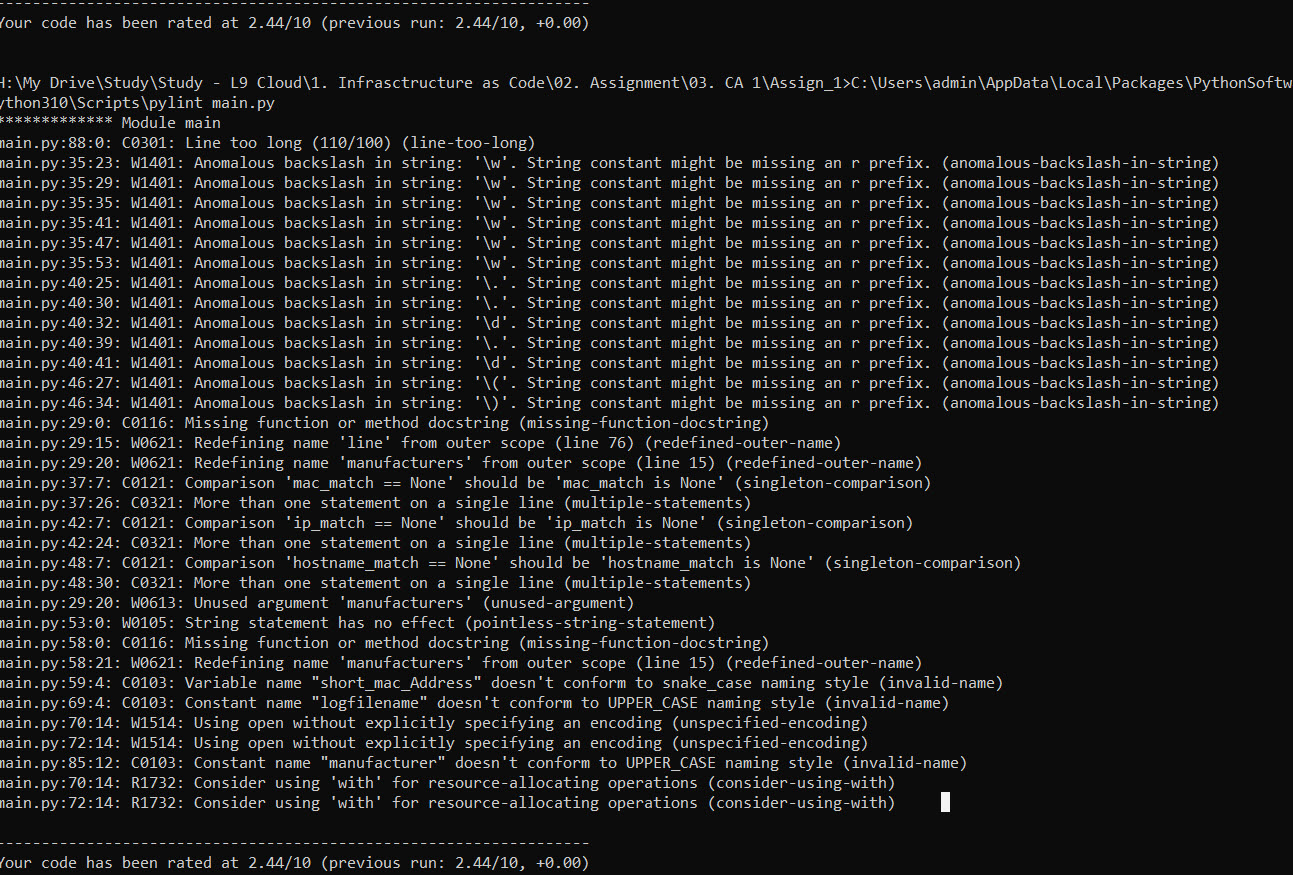 -----------------------------------------------------------
Your code has been rated at 2.44/10 (previous run: 2.44/10, +0.00)
H:\My Drive\Study\Study - L9 Cloud\1. Infrasctructure as Code\02. Assignment\03. CA 1\Assign_1>C:\Users\admin\AppData\Local\Packages\PythonSoftw
ython310\Scripts\pylint main.py
************* Module main
main.py:88:0: C0301: Line too long (110/100) (line-too-long)
main.py:35:23: W1401: Anomalous backslash in string: '\w'. String constant might be missing an r prefix. (anomalous-backslash-in-string)
main.py:35:29: W1401: Anomalous backslash in string: '\w'. String constant might be missing an r prefix. (anomalous-backslash-in-string)
main.py:35:35: W1401: Anomalous backslash in string: '\w'. String constant might be missing an r prefix. (anomalous-backslash-in-string)
main.py:35:41: W1401: Anomalous backslash in string: '\w'. String constant might be missing an r prefix. (anomalous-backslash-in-string)
main.py:35:47: W1401: Anomalous backslash in string: '\w'. String constant might be missing an r prefix. (anomalous-backslash-in-string)
main.py:35:53: W1401: Anomalous backslash in string: '\w'. String constant might be missing an r prefix. (anomalous-backslash-in-string)
main.py:40:25: W1401: Anomalous backslash in string: '\.'. String constant might be missing an r prefix. (anomalous-backslash-in-string)
main.py:40:30: W1401: Anomalous backslash in string: '\.'. String constant might be missing an r prefix. (anomalous-backslash-in-string)
main.py:40:32: W1401: Anomalous backslash in string: '\d'. String constant might be missing an r prefix. (anomalous-backslash-in-string)
main.py:40:39: W1401: Anomalous backslash in string: '\.'. String constant might be missing an r prefix. (anomalous-backslash-in-string)
main.py:40:41: W1401: Anomalous backslash in string: '\d'. String constant might be missing an r prefix. (anomalous-backslash-in-string)
main.py:46:27: W1401: Anomalous backslash in string: '\('. String constant might be missing an r prefix. (anomalous-backslash-in-string)
main.py:46:34: W1401: Anomalous backslash in string: '\)'. String constant might be missing an r prefix. (anomalous-backslash-in-string)
main.py:29:0: C0116: Missing function or method docstring (missing-function-docstring)
main.py:29:15: W0621: Redefining name 'line' from outer scope (line 76) (redefined-outer-name)
main.py:29:20: W0621: Redefining name 'manufacturers' from outer scope (line 15) (redefined-outer-name)
main.py:37:7: C0121: Comparison 'mac_match == None' should be 'mac_match is None' (singleton-comparison)
main.py:37:26: C0321: More than one statement on a single line (multiple-statements)
main.py:42:7: C0121: Comparison 'ip_match == None' should be 'ip_match is None' (singleton-comparison)
main.py:42:24: C0321: More than one statement on a single line (multiple-statements)
main.py:48:7: C0121: Comparison 'hostname_match == None' should be 'hostname_match is None' (singleton-comparison)
main.py:48:30: C0321: More than one statement on a single line (multiple-statements)
main.py:29:20: W0613: Unused argument 'manufacturers' (unused-argument)
main.py:53:0: W0105: String statement has no effect (pointless-string-statement)
main.py:58:0: C0116: Missing function or method docstring (missing-function-docstring)
main.py:58:21: W0621: Redefining name 'manufacturers' from outer scope (line 15) (redefined-outer-name)
main.py:59:4: C0103: Variable name "short_mac_Address" doesn't conform to snake_case naming style (invalid-name)
main.py:69:4: C0103: Constant name "logfilename" doesn't conform to UPPER_CASE naming style (invalid-name)
main.py:70:14: W1514: Using open without explicitly specifying an encoding (unspecified-encoding)
main.py:72:14: W1514: Using open without explicitly specifying an encoding (unspecified-encoding)
main.py:85:12: C0103: Constant name "manufacturer" doesn't conform to UPPER_CASE naming style (invalid-name)
main.py:70:14: R1732: Consider using 'with' for resource-allocating operations (consider-using-with)
main.py:72:14: R1732: Consider using 'with' for resource-allocating operations (consider-using-with)
-----------------------------------------------------------
Your code has been rated at 2.44/10 (previous run: 2.44/10, +0.00)